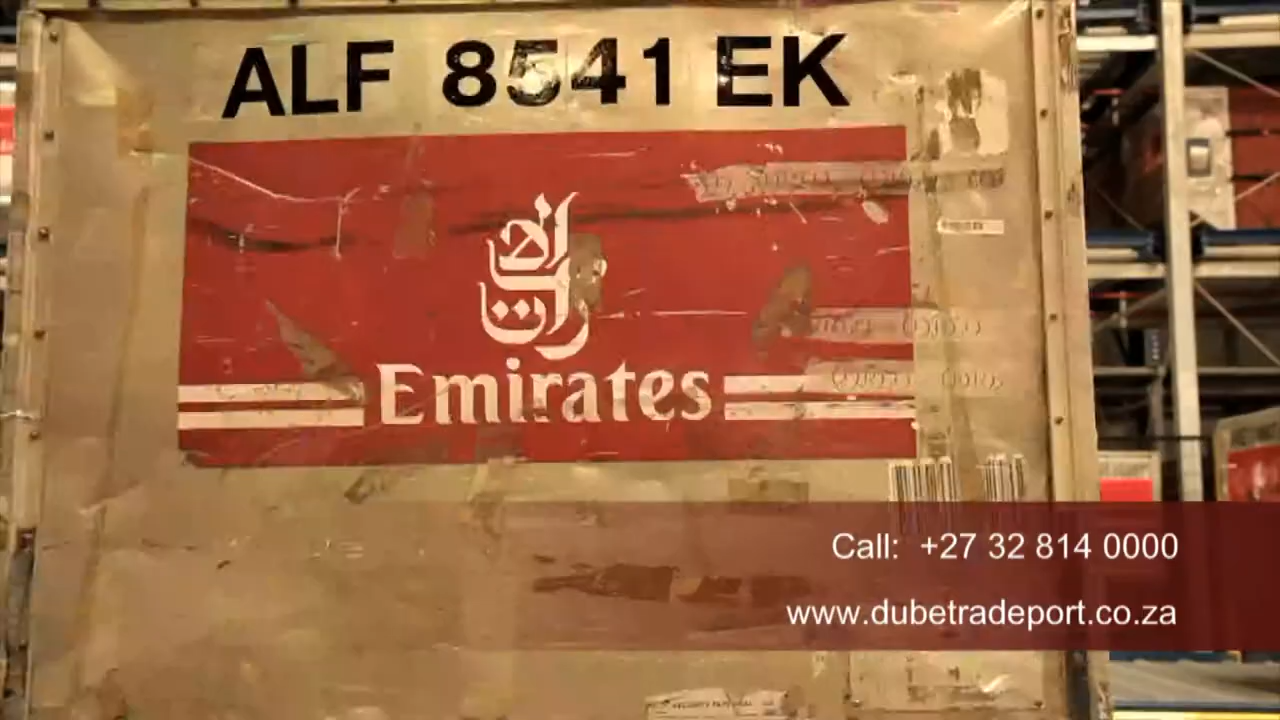 ALF 8541 EK
الإمارات
Emirates
Call: +27 32 814 0000
www.dubetradeport.co.za